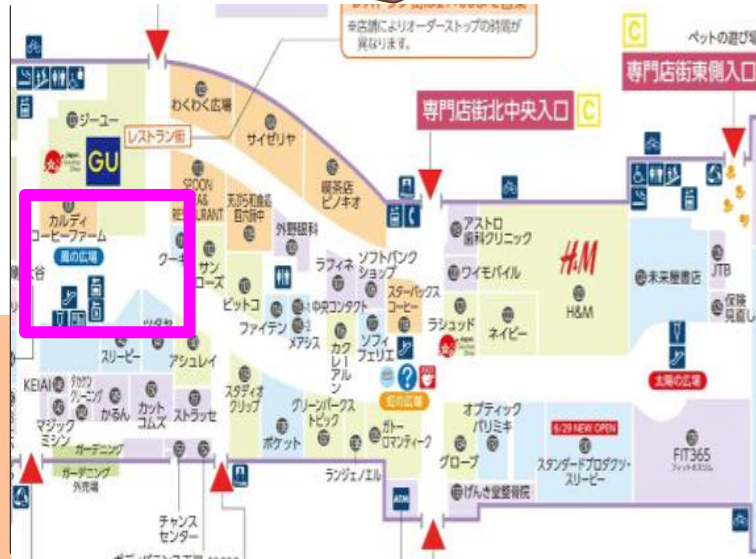 ※店舗によりオーダーストップの時間が
異なります。
C
ペットの遊び場
専門店街東側入口
専門店街北中央入口 C
わくわく広場
サイゼリヤ
レストラン街
ジーユー
GU
喫茶店
ピノキオ
SPOON
RESTAURANT
天ぷら和食処
四六時中
外野眼科
カルディ
コーヒーファーム
風の広場
サン
ローズ
ラフィネ
ソフトバンク
ショップ
アストロ
歯科クリニック
ワイモバイル
H&M
H&M
未来屋書店
JTB
保険
見直し
ピットコ
中央コンタクト
スターバックス
コーヒー
ファイテン
メアシス
カ
クレ
ー
アル
ン
ソフィ
フェリエ
ラシュッド
ネイビー
スリーピー
アシュレイ
太陽の広場
虹の広場
KEIAI
タカケン
クリーニング
かるん
カット
コムズ
ストラッセ
スタディオ
クリップ
グリーンパークス
トピック
ガトー
ロマンティーク
オプティック
パリミキ
6/29 NEW OPEN
マジック
ミシン
ガーデニング
ガーデニング
外売場
ポケット
ランジェノエル
グローブ
スタンダードプロダクツ・
スリーピー
FIT365
げんき堂整骨院
ATM
チャンス
センター